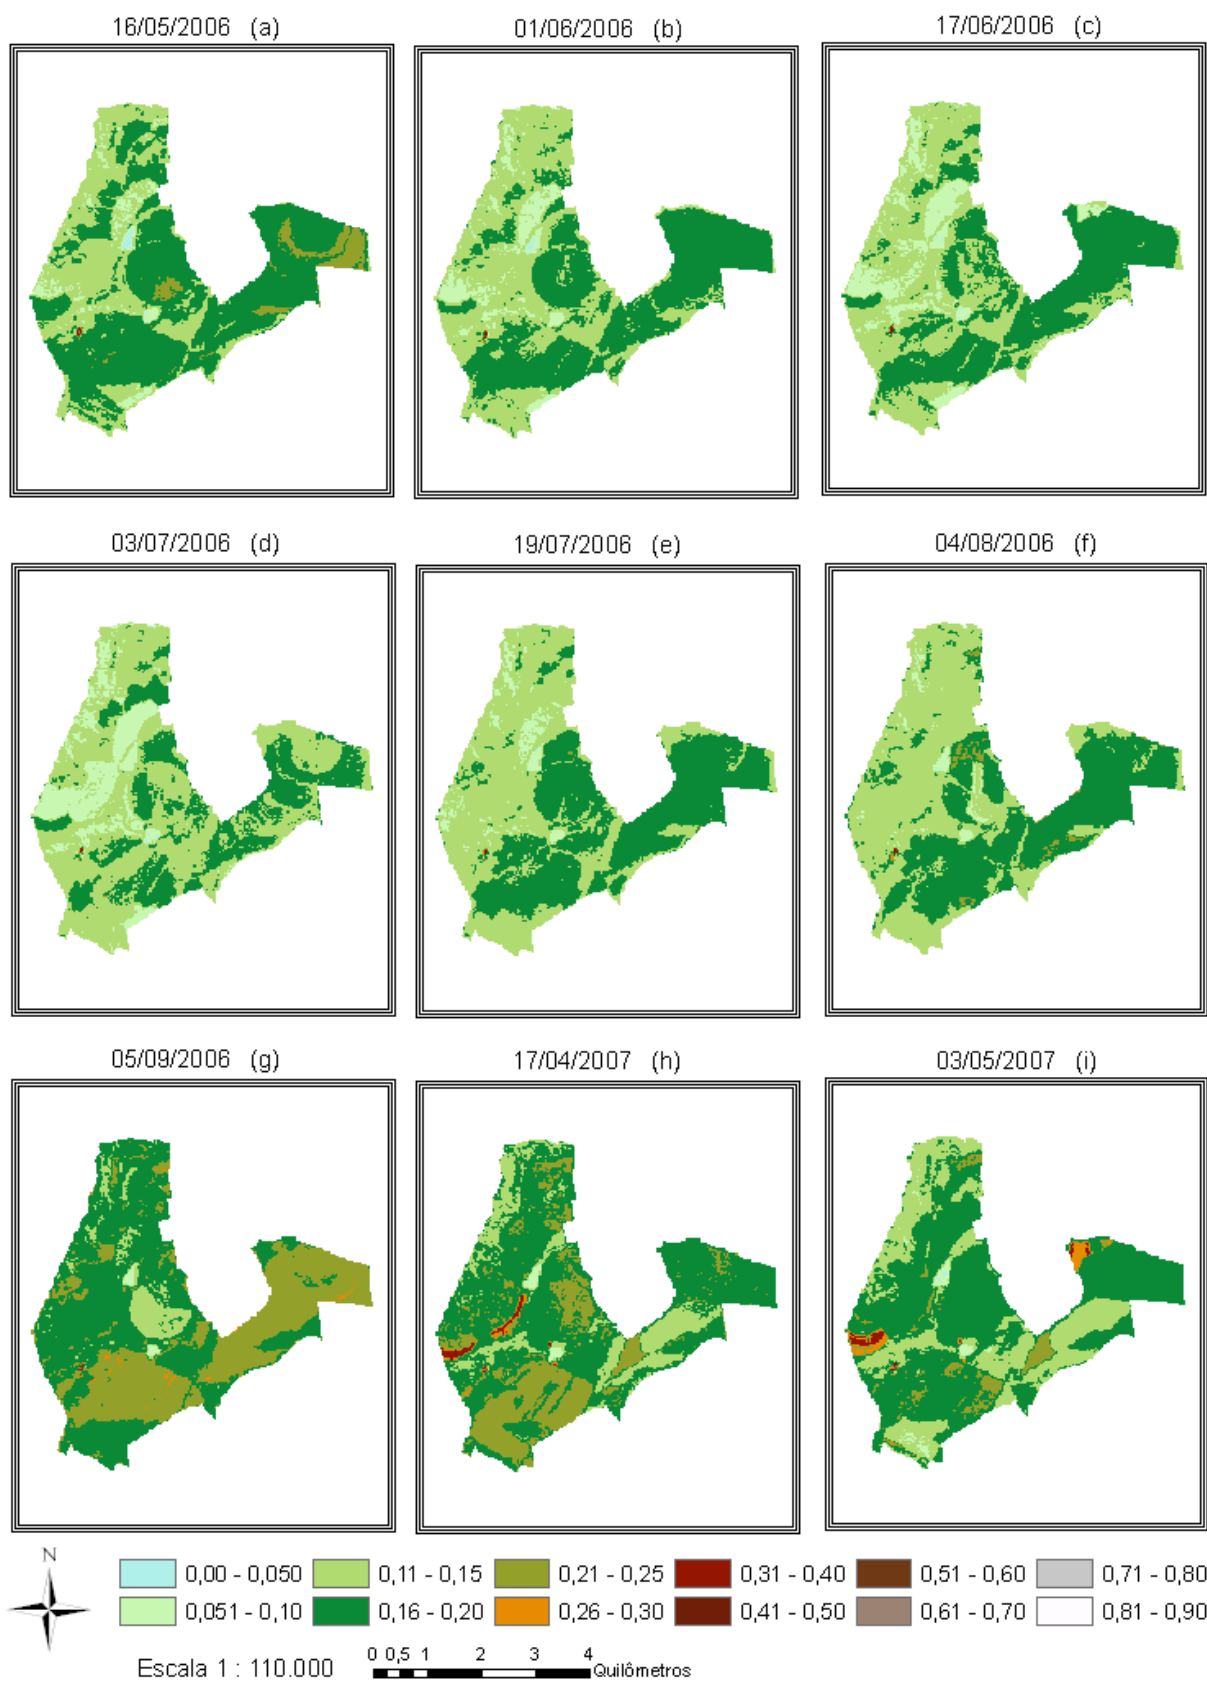 16/05/2006 (a)
01/06/2006 (b)
17/06/2006 (c)
03/07/2006 (d)
19/07/2006 (e)
04/08/2006 (f)
05/09/2006 (g)
17/04/2007 (h)
03/05/2007 (i)
N
0,00 - 0,050 0,11 - 0,15 0,21 - 0,25 0,31 - 0,40 0,51 - 0,60 0,71 - 0,80
0,051 - 0,10 0,16 - 0,20 0,26 - 0,30 0,41 - 0,50 0,61 - 0,70 0,81 - 0,90
Escala 1 : 110.000
0 0,5 1 2 3 4
Quilômetros